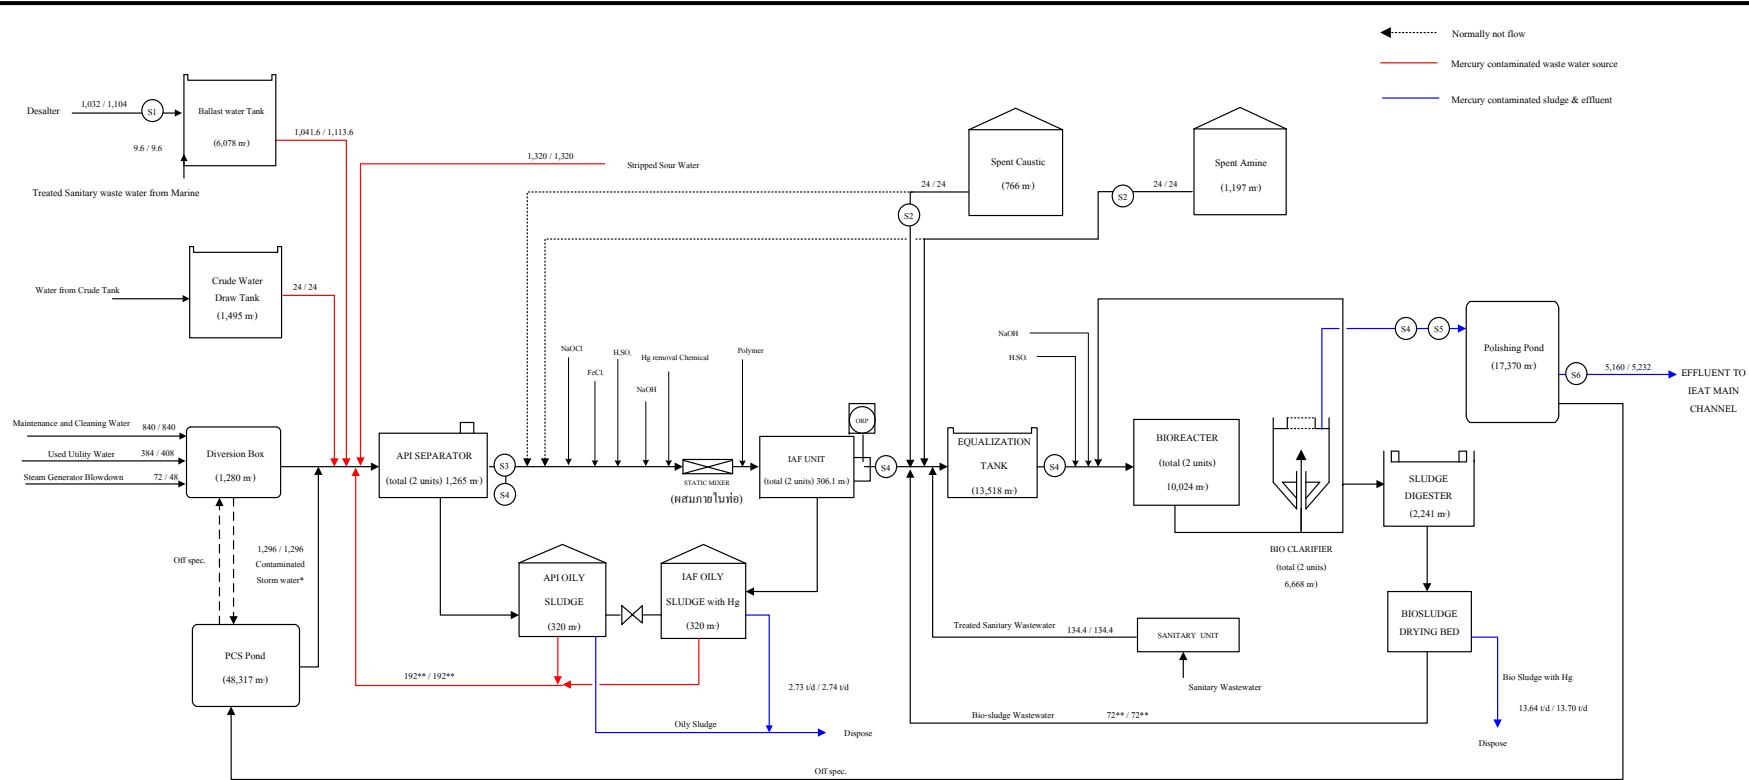 Normally not flow
Mercury contaminated waste water source
Mercury contaminated sludge & effluent
Desalter
1,032 / 1,104
S1
Ballast water Tank
(6,078 m³)
9.6 / 9.6
Treated Sanitary waste water from Marine
1,041.6 / 1,113.6
1,320 / 1,320
Stripped Sour Water
Spent Caustic
(766 m³)
24 / 24
S2
Spent Amine
(1,197 m³)
24 / 24
S2
Water from Crude Tank
Crude Water
Draw Tank
(1,495 m³)
24 / 24
NaOCl
FeCl
H2SO4
NaOH
Hg removal Chemical
Polymer
NaOH
H2SO4
S4
S5
Polishing Pond
(17,370 m³)
S6
5,160 / 5,232
EFFLUENT TO
IEAT MAIN
CHANNEL
Maintenance and Cleaning Water
840 / 840
Used Utility Water
384 / 408
Steam Generator Blowdown
72 / 48
Diversion Box
(1,280 m³)
API SEPARATOR
(total (2 units) 1,265 m³)
S3
S4
STATIC MIXER
(ผสมภายในท่อ)
IAF UNIT
(total (2 units) 306.1 m³)
ORP
S4
EQUALIZATION
TANK
(13,518 m³)
S4
BIOREACTER
(total (2 units)
10,024 m³)
BIO CLARIFIER
(total (2 units)
6,668 m³)
SLUDGE
DIGESTER
(2,241 m³)
Off spec.
1,296 / 1,296
Contaminated
Storm water*
PCS Pond
(48,317 m³)
API OILY
SLUDGE
(320 m³)
IAF OILY
SLUDGE with Hg
(320 m³)
192** / 192**
2.73 t/d / 2.74 t/d
Oily Sludge
Dispose
Treated Sanitary Wastewater
134.4 / 134.4
SANITARY UNIT
Sanitary Wastewater
Bio-sludge Wastewater
72** / 72**
BIOSLUDGE
DRYING BED
Bio Sludge with Hg
13.64 t/d / 13.70 t/d
Dispose
Off spec.